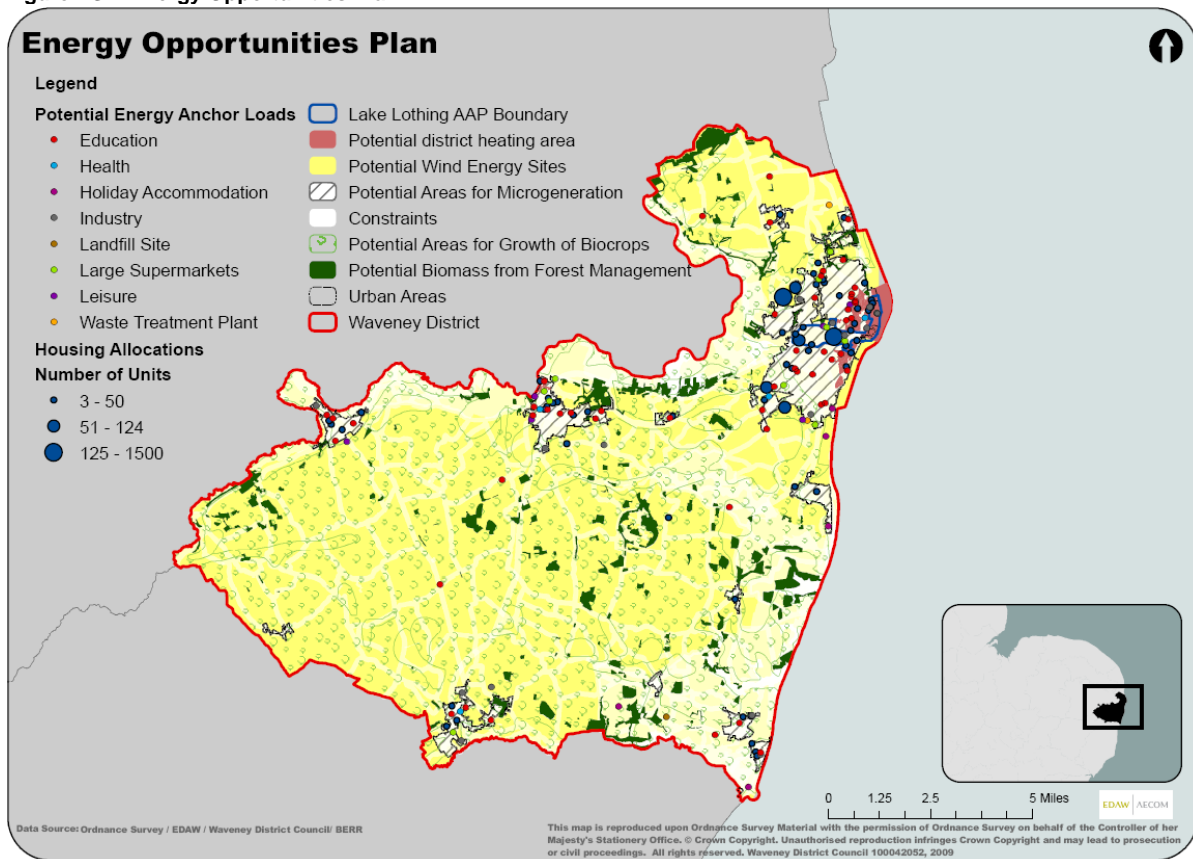 Energy Opportunities Plan
Legend
Potential Energy Anchor Loads
Education
Health
Holiday Accommodation
Industry
Landfill Site
Large Supermarkets
Leisure
Waste Treatment Plant
Housing Allocations
Number of Units
3 - 50
51 - 124
125 - 1500
Lake Lothing AAP Boundary
Potential district heating area
Potential Wind Energy Sites
Potential Areas for Microgeneration
Constraints
Potential Areas for Growth of Biocrops
Potential Biomass from Forest Management
Urban Areas
Waveney District
0 1.25 2.5 5 Miles
EDAW AECOM
Data Source: Ordnance Survey / EDAW / Waveney District Council/ BERR
This map is reproduced upon Ordnance Survey Material with the permission of Ordnance Survey on behalf of the Controller of her
Majesty's Stationery Office. © Crown Copyright. Unauthorised reproduction infringes Crown Copyright and may lead to prosecution
or civil proceedings. All rights reserved. Waveney District Council 100042052, 2009